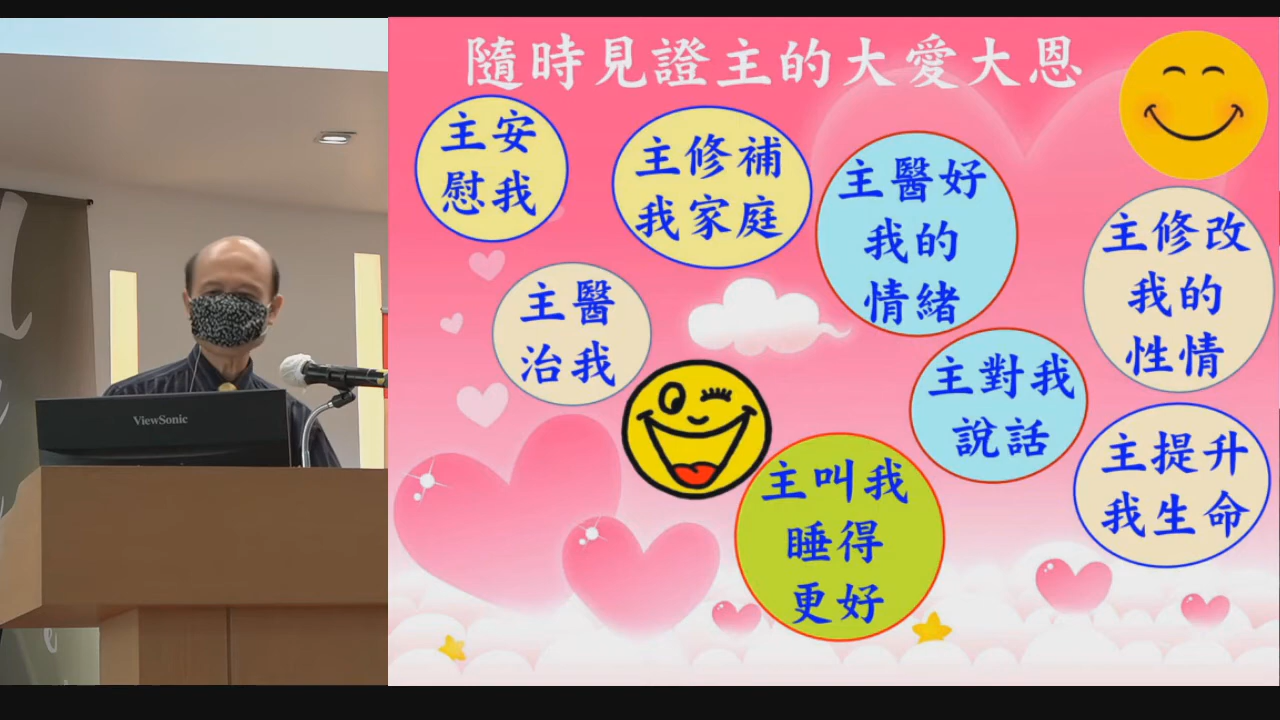 隨時見證主的大愛大恩
主安
慰我
主修補
我家庭
主醫好
我的
情緒
主修改
我的
性情
主醫
治我
主對我
說話
主提升
我生命
主叫我
睡得
更好
ViewSonic